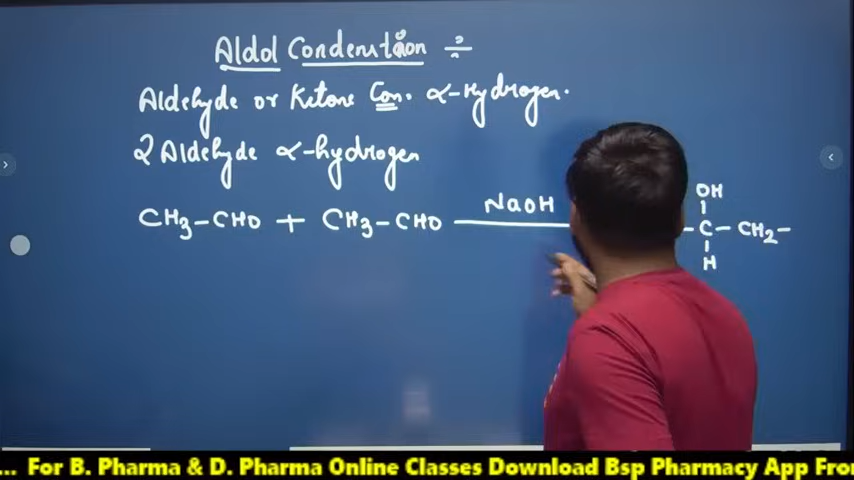 Aldol Condensation ÷
Aldehyde or Ketone Con. α-Hydrogen.
2 Aldehyde α-hydrogen
CH3-CHO + CH3-CHO NaOH
OH
-C-CH2-
H
... For B. Pharma & D. Pharma Online Classes Download Bsp Pharmacy App Fro